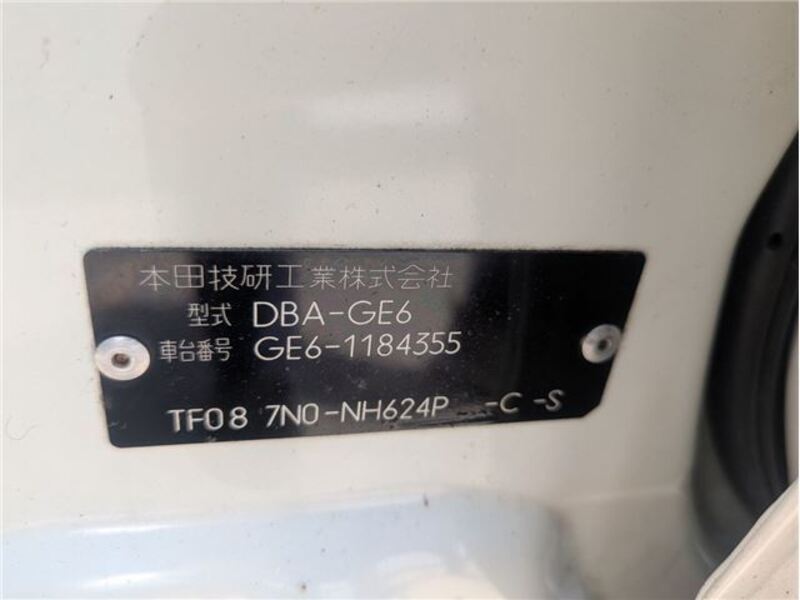 本田技研工業株式会社
型式 DBA-GE6
車台番号 GE6-1184355
TF08 7N0-NH624P -C -S